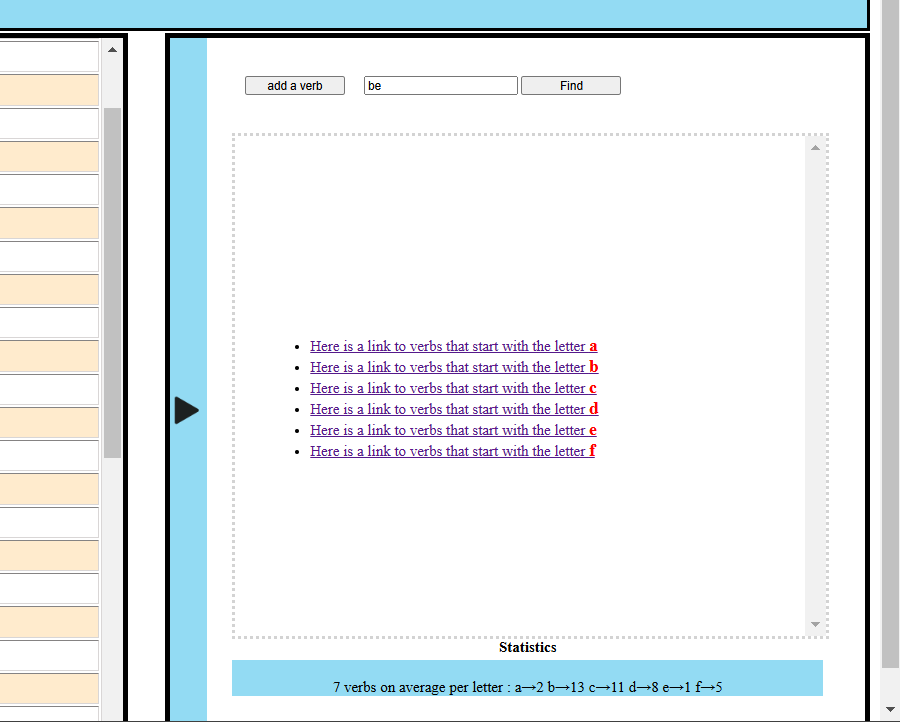 add a verb be Find
Here is a link to verbs that start with the letter a
Here is a link to verbs that start with the letter b
Here is a link to verbs that start with the letter c
Here is a link to verbs that start with the letter d
Here is a link to verbs that start with the letter e
Here is a link to verbs that start with the letter f
Statistics
7 verbs on average per letter : a→2 b→13 c→11 d→8 e→1 f→5